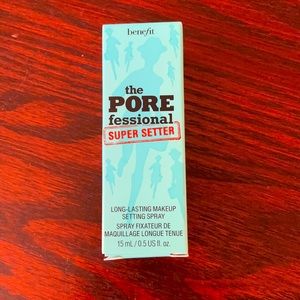 benefit
the
PORE
fessional
SUPER SETTER
LONG-LASTING MAKEUP
SETTING SPRAY
SPRAY FIXATEUR DE
MAQUILLAGE LONGUE TENUE
15 mL / 0.5 US fl. oz.